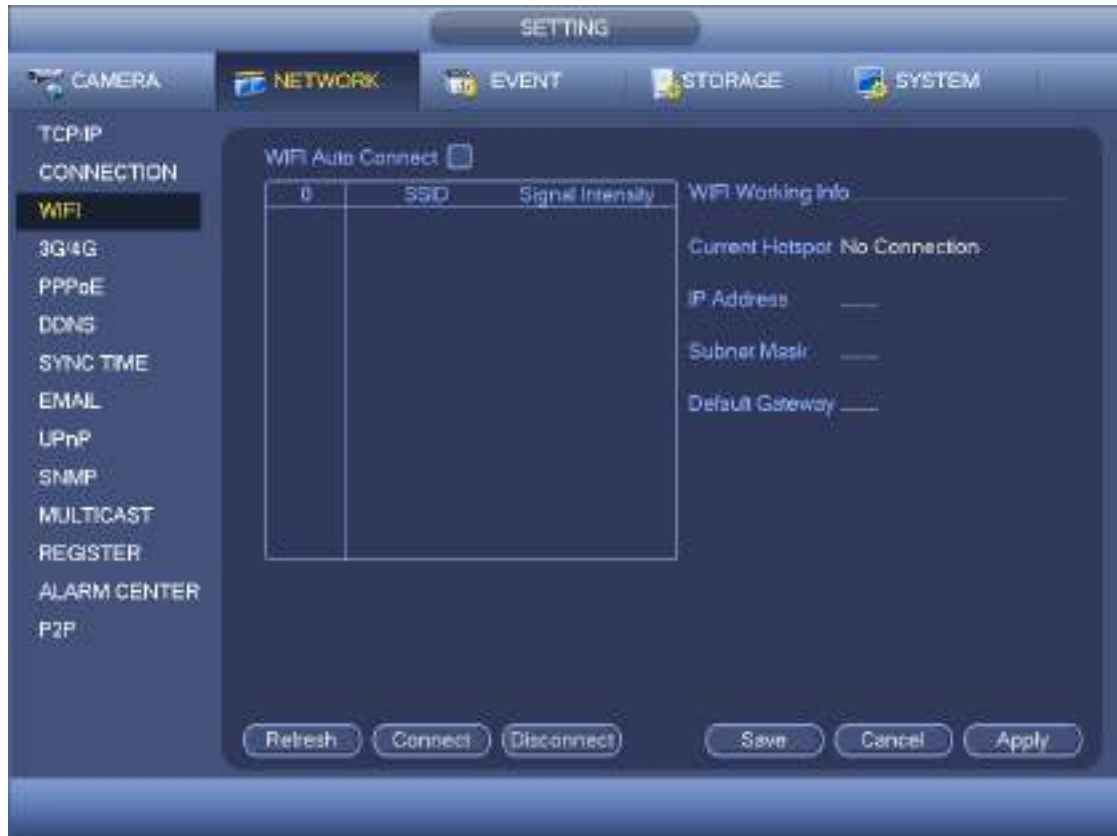 SETTING
CAMERA
NETWORK
EVENT
STORAGE
SYSTEM
TCP/IP
CONNECTION
WIFI
3G/4G
PPPoE
DDNS
SYNC TIME
EMAIL
UPnP
SNMP
MULTICAST
REGISTER
ALARM CENTER
P2P
WIFI Auto Connect
0 SSID Signal Intensity
WIFI Working Info
Current Hotspot No Connection
IP Address
Subnet Mask
Default Gateway
Refresh Connect Disconnect Save Cancel Apply